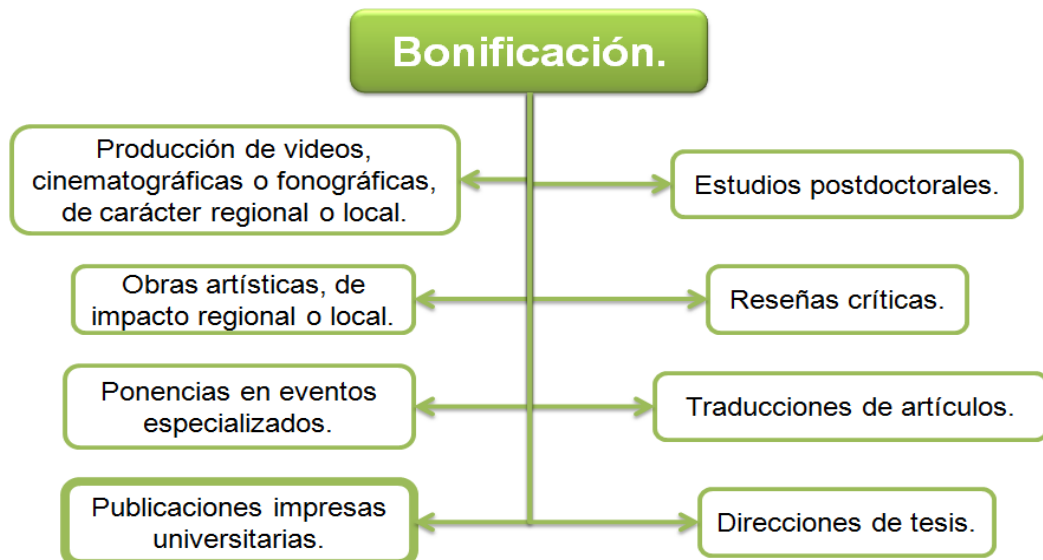 Bonificación.
Producción de videos,
cinematográficas o fonográficas,
de carácter regional o local.
Estudios postdoctorales.
Obras artísticas, de
impacto regional o local.
Reseñas críticas.
Ponencias en eventos
especializados.
Traducciones de artículos.
Publicaciones impresas
universitarias.
Direcciones de tesis.